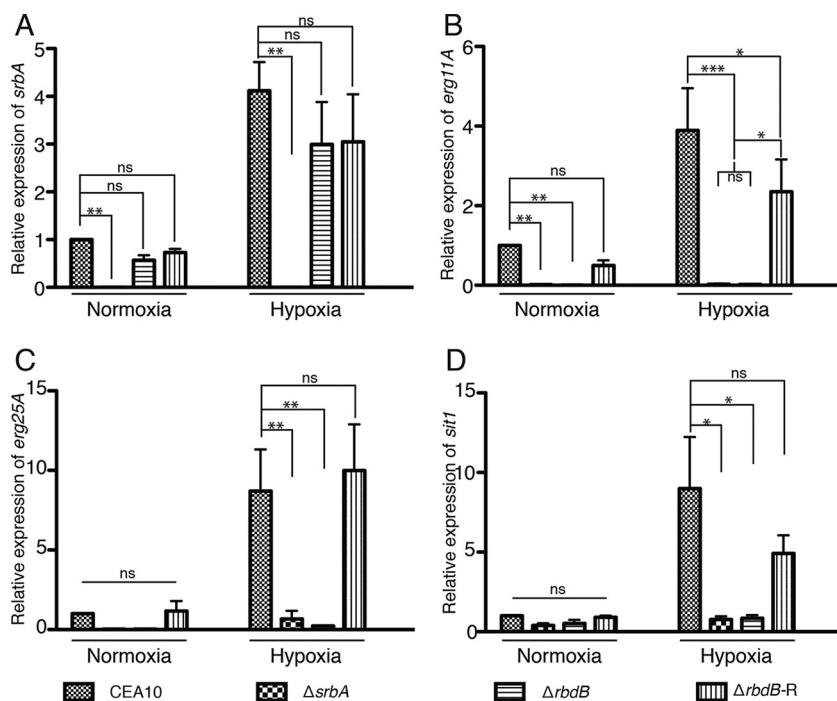 A
Relative expression of srbA
5
4
3
2
1
0
ns
ns
**
ns
ns
**
Normoxia
Hypoxia
B
Relative expression of erg11A
6
4
2
0
ns
**
**
*
***
*
ns
Normoxia
Hypoxia
C
Relative expression of erg25A
15
10
5
0
ns
ns
**
**
Normoxia
Hypoxia
D
Relative expression of sit1
15
10
5
0
ns
ns
*
*
Normoxia
Hypoxia
CEA10
ΔsrbA
ΔrbdB
ΔrbdB-R